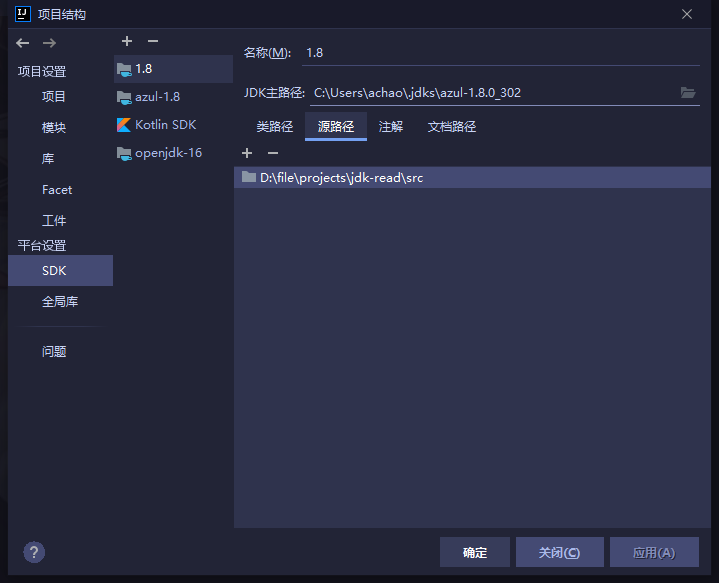 项目结构
项目设置
项目
模块
库
Facet
工件
平台设置
SDK
全局库
问题
1.8
azul-1.8
Kotlin SDK
openjdk-16
名称(M): 1.8
JDK主路径: C:\Users\achao\.jdks\azul-1.8.0_302
类路径 源路径 注解 文档路径
D:\file\projects\jdk-read\src
? 确定 关闭(C) 应用(A)